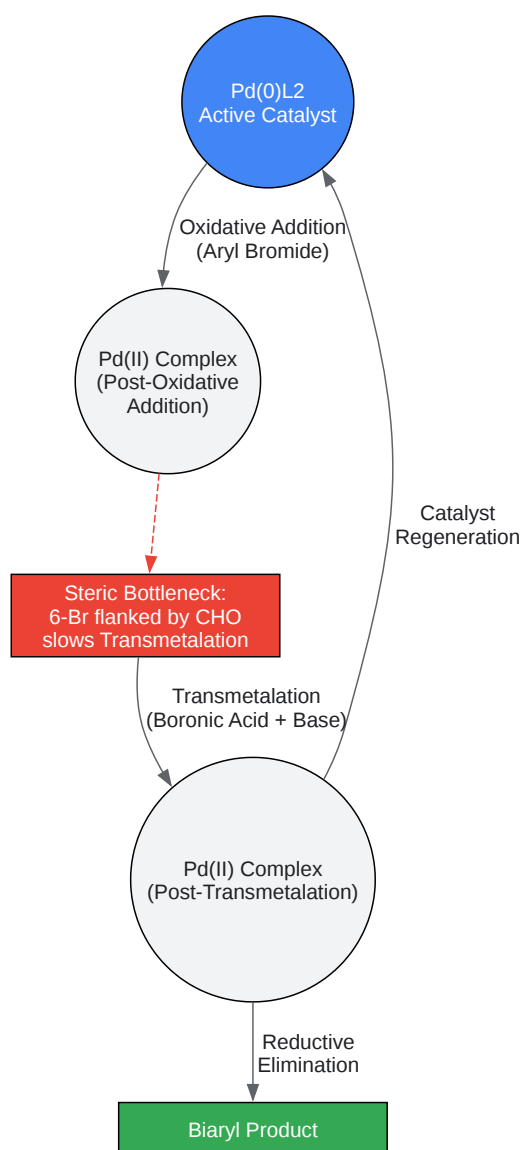 Pd(0)L2
Active Catalyst
Oxidative Addition
(Aryl Bromide)
Pd(II) Complex
(Post-Oxidative
Addition)
Catalyst
Regeneration
Steric Bottleneck:
6-Br flanked by CHO
slows Transmetalation
Transmetalation
(Boronic Acid + Base)
Pd(II) Complex
(Post-Transmetalation)
Reductive
Elimination
Biaryl Product